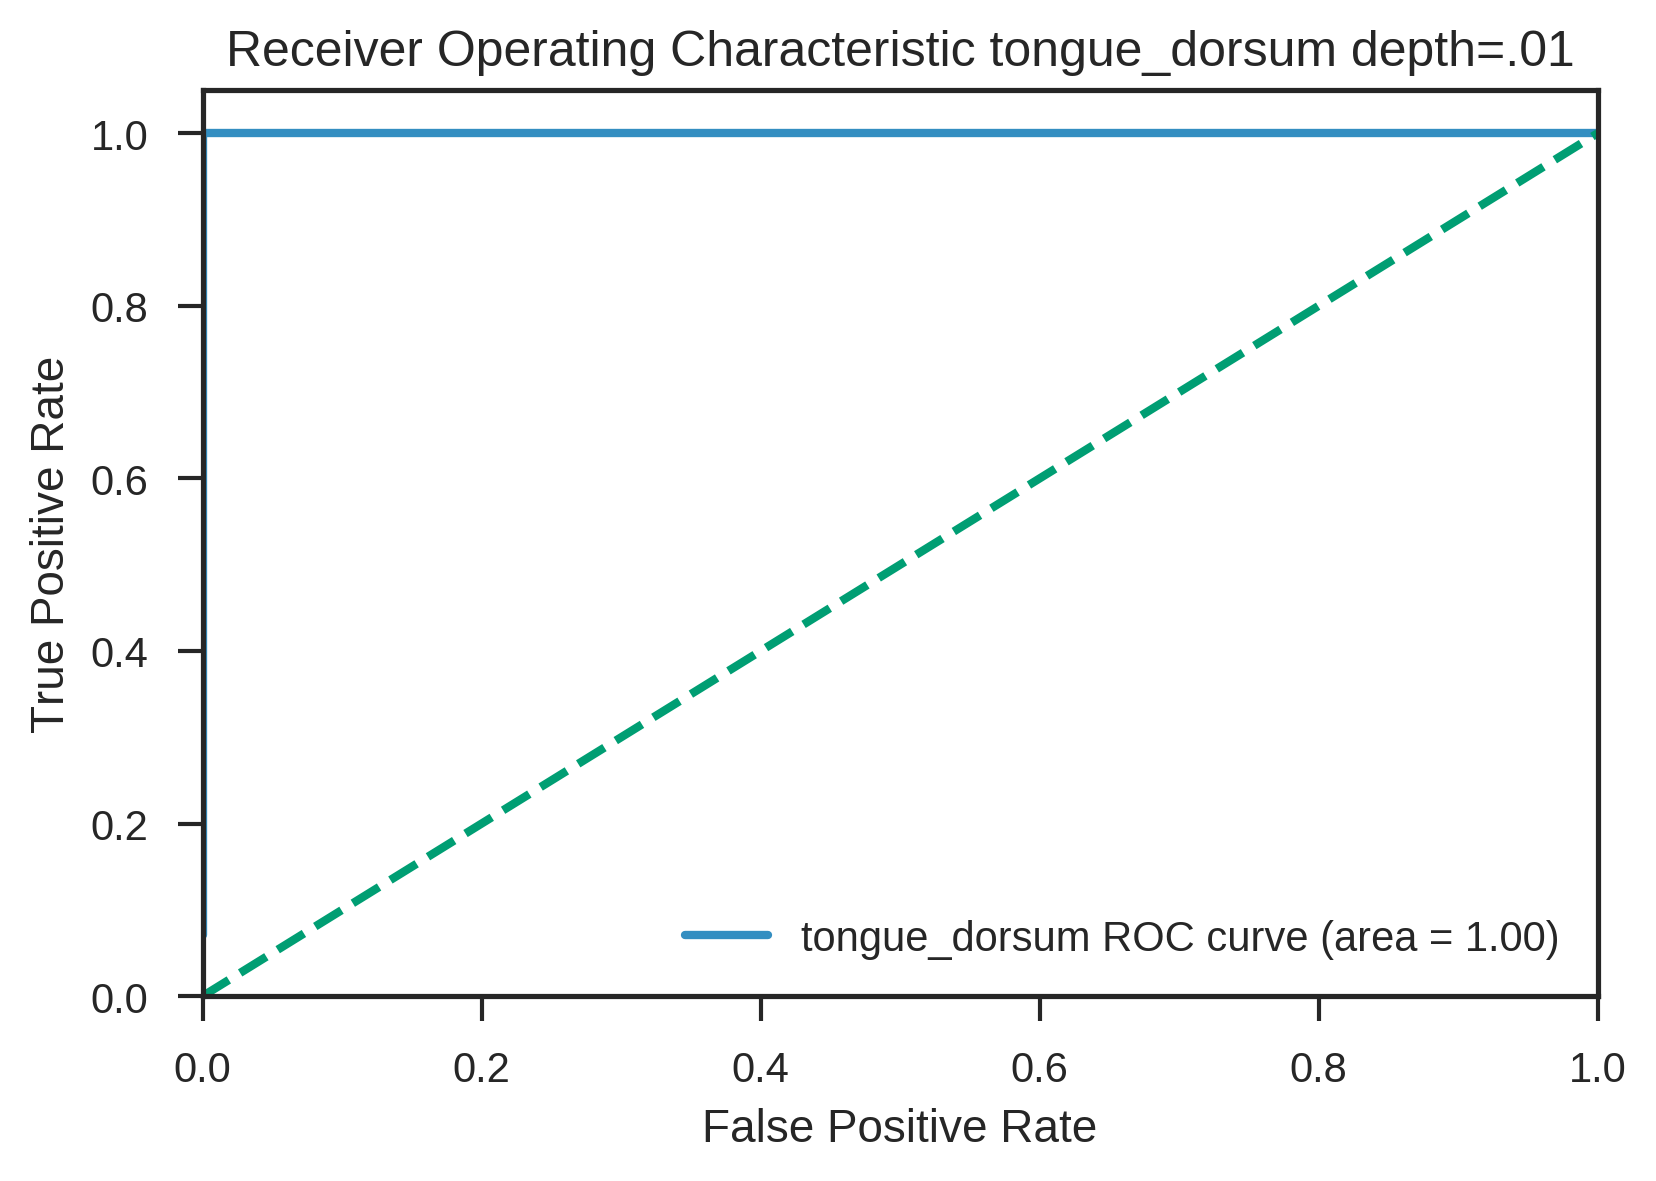 Receiver Operating Characteristic tongue_dorsum depth=.01
1.0
0.8
0.6
0.4
0.2
0.0
True Positive Rate
tongue_dorsum ROC curve (area = 1.00)
0.0 0.2 0.4 0.6 0.8 1.0
False Positive Rate